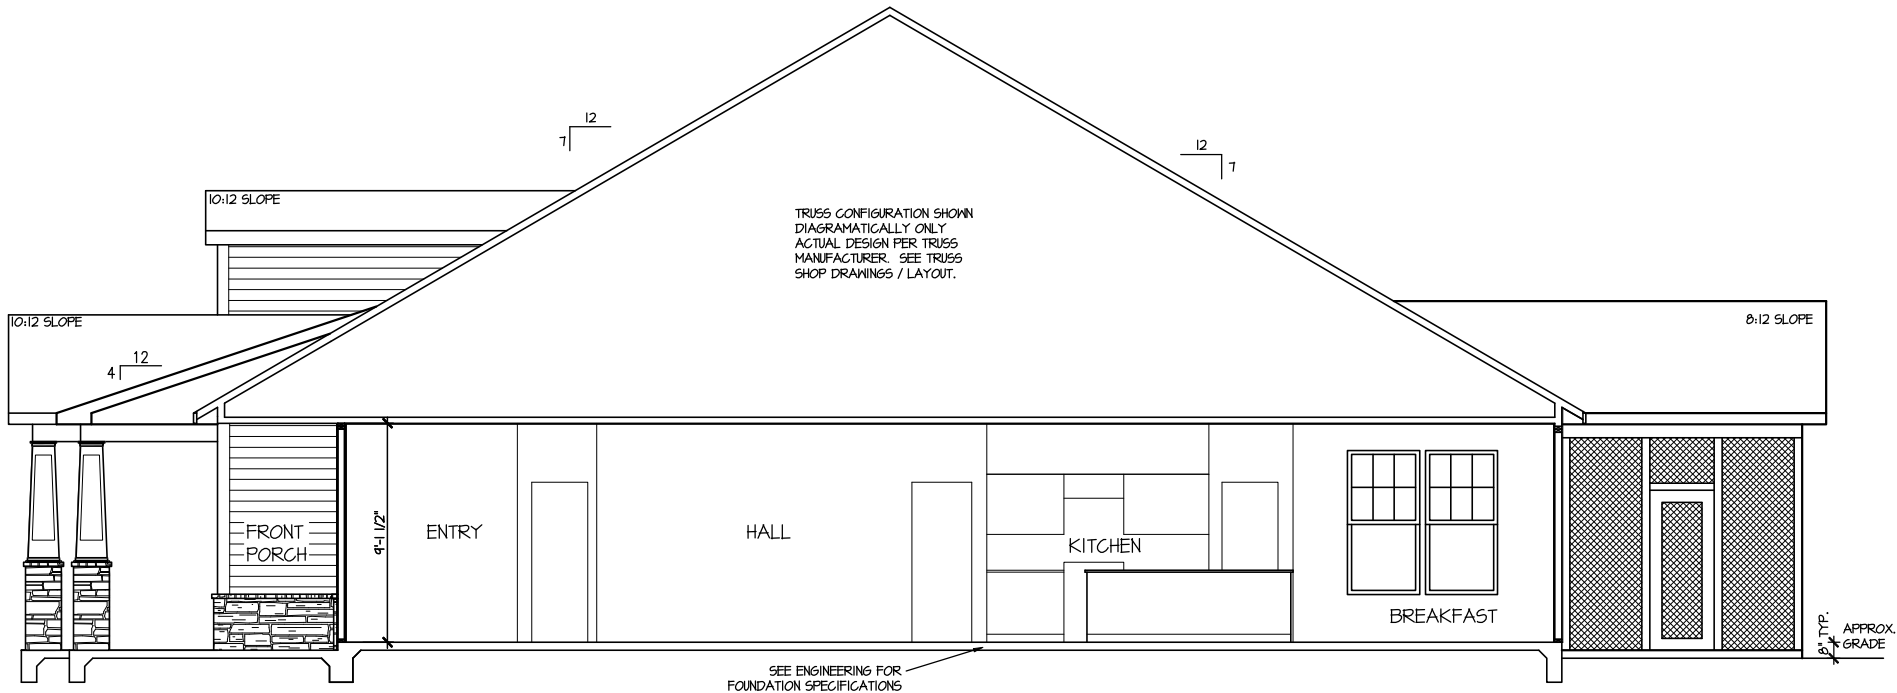 12
7
12
7
10:12 SLOPE
TRUSS CONFIGURATION SHOWN
DIAGRAMATICALLY ONLY
ACTUAL DESIGN PER TRUSS
MANUFACTURER. SEE TRUSS
SHOP DRAWINGS / LAYOUT.
10:12 SLOPE
8:12 SLOPE
12
4
9'-1 1/2"
FRONT
PORCH
ENTRY
HALL
KITCHEN
BREAKFAST
8" TYP.
APPROX.
GRADE
SEE ENGINEERING FOR
FOUNDATION SPECIFICATIONS